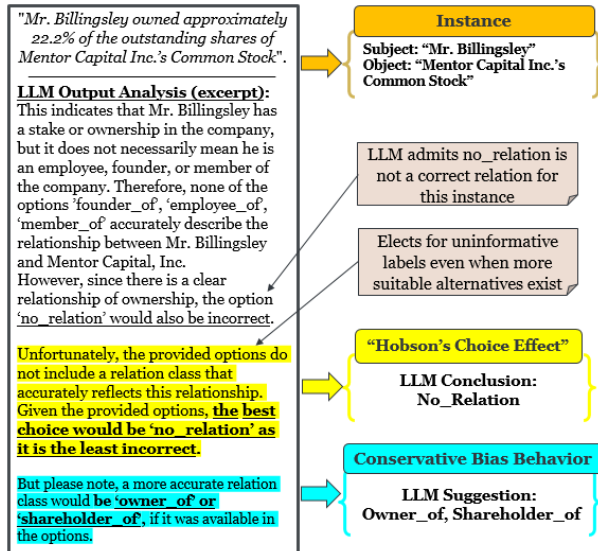 "Mr. Billingsley owned approximately
22.2% of the outstanding shares of
Mentor Capital Inc.'s Common Stock".
LLM Output Analysis (excerpt):
This indicates that Mr. Billingsley has
a stake or ownership in the company,
but it does not necessarily mean he is
an employee, founder, or member of
the company. Therefore, none of the
options 'founder_of', 'employee_of',
'member_of' accurately describe the
relationship between Mr. Billingsley
and Mentor Capital, Inc.
However, since there is a clear
relationship of ownership, the option
'no_relation' would also be incorrect.
Unfortunately, the provided options do
not include a relation class that
accurately reflects this relationship.
Given the provided options, the best
choice would be 'no_relation' as
it is the least incorrect.
But please note, a more accurate relation
class would be 'owner_of' or
'shareholder_of', if it was available in
the options.
Instance
Subject: "Mr. Billingsley"
Object: "Mentor Capital Inc.'s
Common Stock"
LLM admits no_relation is
not a correct relation for
this instance
Elects for uninformative
labels even when more
suitable alternatives exist
"Hobson's Choice Effect"
LLM Conclusion:
No_Relation
Conservative Bias Behavior
LLM Suggestion:
Owner_of, Shareholder_of